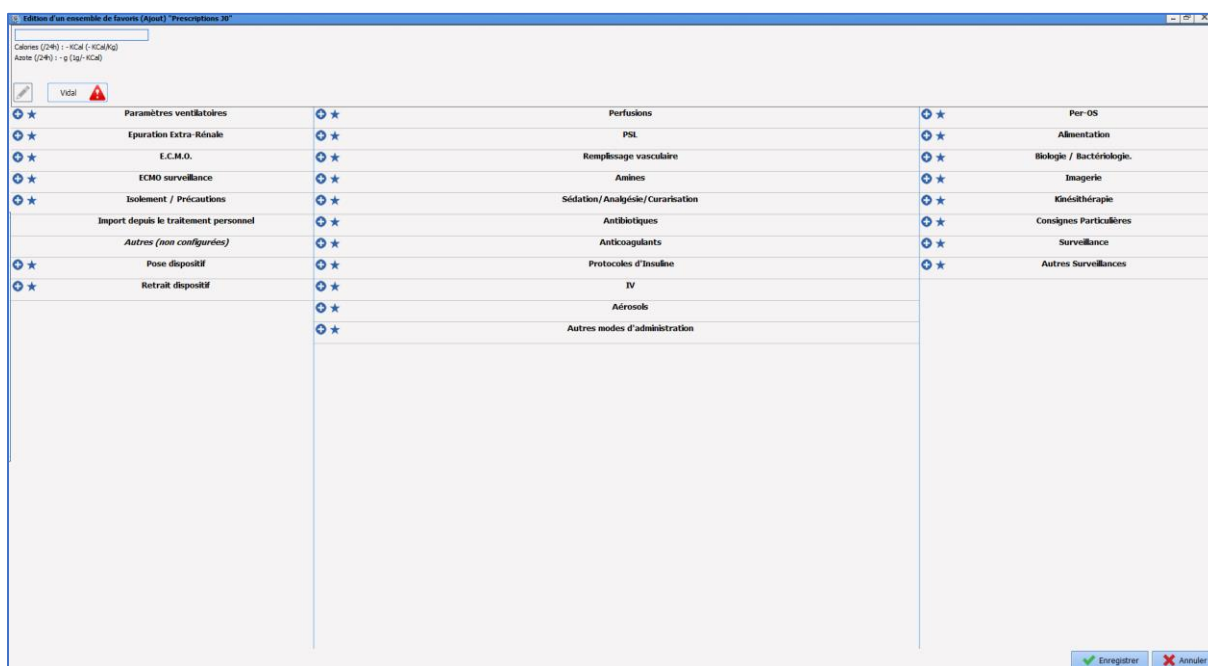 Edition d'un ensemble de favoris (Ajout) "Prescriptions J0"
Calories (/24h) : - KCal (- KCal/Kg)
Azote (/24h) : - g (1g/- KCal)
Vidal
Paramètres ventilatoires
Epuration Extra-Rénale
E.C.M.O.
ECMO surveillance
Isolement / Précautions
Import depuis le traitement personnel
Autres (non configurées)
Pose dispositif
Retrait dispositif
Perfusions
PSL
Remplissage vasculaire
Amines
Sédation/Analgésie/Curarisation
Antibiotiques
Anticoagulants
Protocoles d'Insuline
IV
Aérosols
Autres modes d'administration
Per-OS
Alimentation
Biologie / Bactériologie.
Imagerie
Kinésithérapie
Consignes Particulières
Surveillance
Autres Surveillances
Enregistrer
Annuler